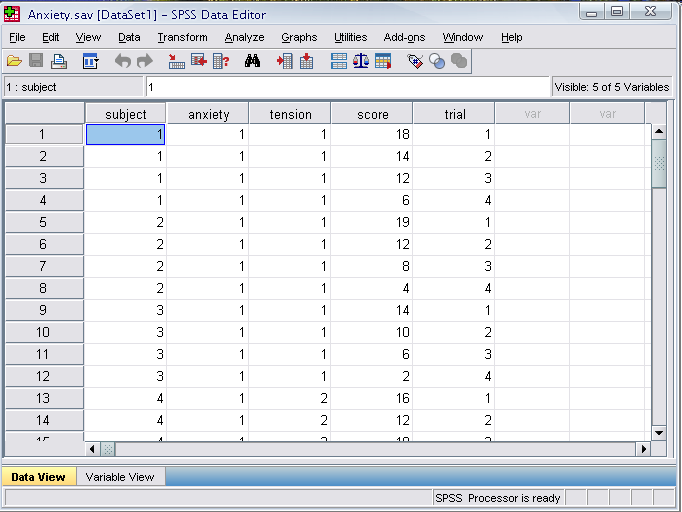 Anxiety.sav [DataSet1] – SPSS Data Editor
File Edit View Data Transform Analyze Graphs Utilities Add-ons Window Help
1 : subject 1 Visible: 5 of 5 Variables
subject anxiety tension score trial var var
1 1 1 1 18 1
2 1 1 1 14 2
3 1 1 1 12 3
4 1 1 1 6 4
5 2 1 1 19 1
6 2 1 1 12 2
7 2 1 1 8 3
8 2 1 1 4 4
9 3 1 1 14 1
10 3 1 1 10 2
11 3 1 1 6 3
12 3 1 1 2 4
13 4 1 2 16 1
14 4 1 2 12 2
Data View Variable View
SPSS Processor is ready